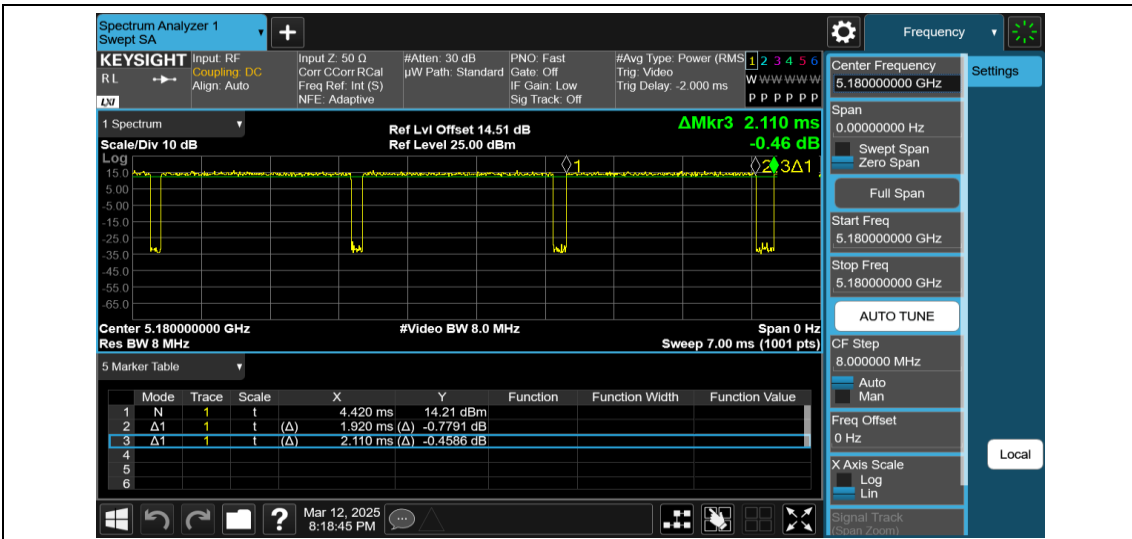 Spectrum Analyzer 1
Swept SA
Frequency
KEYSIGHT
R L
LXI
Input: RF
Coupling: DC
Align: Auto
Input Z: 50 Ω
Corr CCorr RCal
Freq Ref: Int (S)
NFE: Adaptive
#Atten: 30 dB
µW Path: Standard
PNO: Fast
Gate: Off
IF Gain: Low
Sig Track: Off
#Avg Type: Power (RMS
Trig: Video
Trig Delay: -2.000 ms
1 2 3 4 5 6
W W W W W W
P P P P P P
1 Spectrum
Scale/Div 10 dB
Ref Lvl Offset 14.51 dB
Ref Level 25.00 dBm
ΔMkr3 2.110 ms
-0.46 dB
Log
15.0
5.00
-5.00
-15.0
-25.0
-35.0
-45.0
-55.0
-65.0
1
2 3Δ1
Center 5.180000000 GHz
#Video BW 8.0 MHz
Span 0 Hz
Res BW 8 MHz
Sweep 7.00 ms (1001 pts)
5 Marker Table
Mode Trace Scale X Y Function Function Width Function Value
1 N 1 t 4.420 ms 14.21 dBm
2 Δ1 1 t (Δ) 1.920 ms (Δ) -0.7791 dB
3 Δ1 1 t (Δ) 2.110 ms (Δ) -0.4586 dB
4
5
6
Mar 12, 2025
8:18:45 PM
Center Frequency
5.180000000 GHz
Settings
Span
0.00000000 Hz
Swept Span
Zero Span
Full Span
Start Freq
5.180000000 GHz
Stop Freq
5.180000000 GHz
AUTO TUNE
CF Step
8.000000 MHz
Auto
Man
Freq Offset
0 Hz
Local
X Axis Scale
Log
Lin
Signal Track
(Span Zoom)